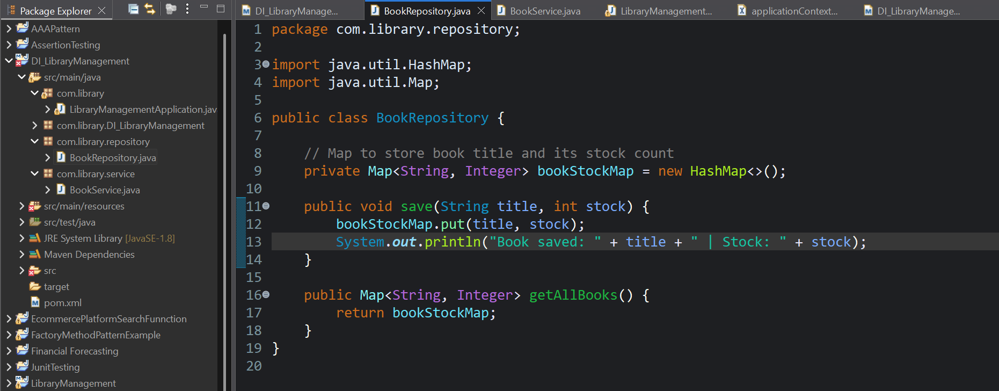 Package Explorer
AAAPattern
AssertionTesting
DI_LibraryManagement
src/main/java
com.library
LibraryManagementApplication.jav
com.library.DI_LibraryManagement
com.library.repository
BookRepository.java
com.library.service
BookService.java
src/main/resources
src/test/java
JRE System Library [JavaSE-1.8]
Maven Dependencies
src
target
pom.xml
EcommercePlatformSearchFunnction
FactoryMethodPatternExample
Financial Forecasting
JunitTesting
LibraryManagement
DI_LibraryManage... BookRepository.java BookService.java LibraryManagement... applicationContext... DI_LibraryManage...
1 package com.library.repository;
2
3 import java.util.HashMap;
4 import java.util.Map;
5
6 public class BookRepository {
7
8 // Map to store book title and its stock count
9 private Map<String, Integer> bookStockMap = new HashMap<>();
10
11 public void save(String title, int stock) {
12 bookStockMap.put(title, stock);
13 System.out.println("Book saved: " + title + " | Stock: " + stock);
14 }
15
16 public Map<String, Integer> getAllBooks() {
17 return bookStockMap;
18 }
19 }
20